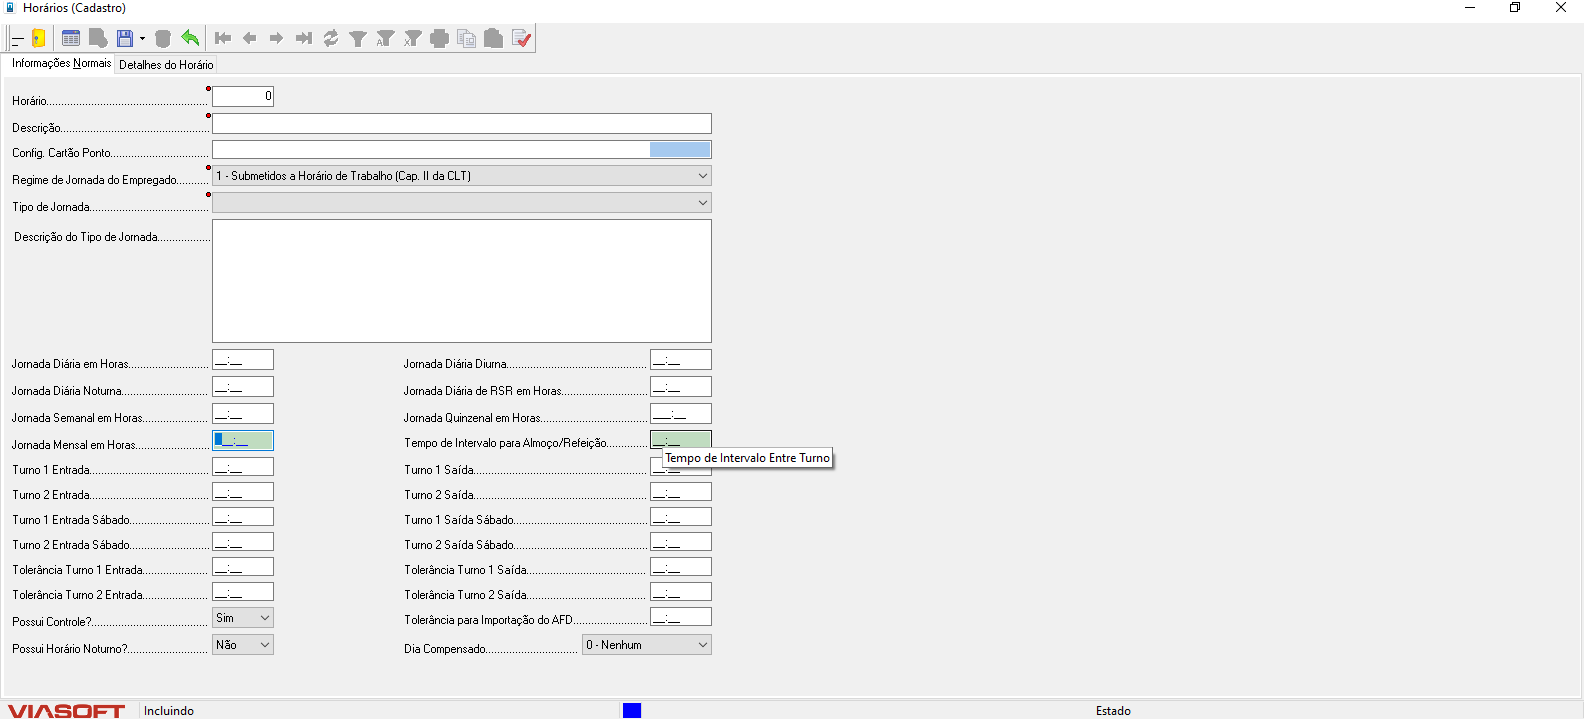 Horários (Cadastro)
Informações Normais Detalhes do Horário
Horário 0
Descrição
Config. Cartão Ponto
Regime de Jornada do Empregado 1 - Submetidos a Horário de Trabalho (Cap. II da CLT)
Tipo de Jornada
Descrição do Tipo de Jornada
Jornada Diária em Horas __:__ Jornada Diária Diurna __:__
Jornada Diária Noturna __:__ Jornada Diária de RSR em Horas __:__
Jornada Semanal em Horas __:__ Jornada Quinzenal em Horas ___:__
Jornada Mensal em Horas ___:__ Tempo de Intervalo para Almoço/Refeição __:__
Tempo de Intervalo Entre Turno
Turno 1 Entrada __:__ Turno 1 Saída __:__
Turno 2 Entrada __:__ Turno 2 Saída __:__
Turno 1 Entrada Sábado __:__ Turno 1 Saída Sábado __:__
Turno 2 Entrada Sábado __:__ Turno 2 Saída Sábado __:__
Tolerância Turno 1 Entrada __:__ Tolerância Turno 1 Saída __:__
Tolerância Turno 2 Entrada __:__ Tolerância Turno 2 Saída __:__
Possui Controle? Sim Tolerância para Importação do AFD __:__
Possui Horário Noturno? Não Dia Compensado 0 - Nenhum
VIASOFT Incluindo Estado